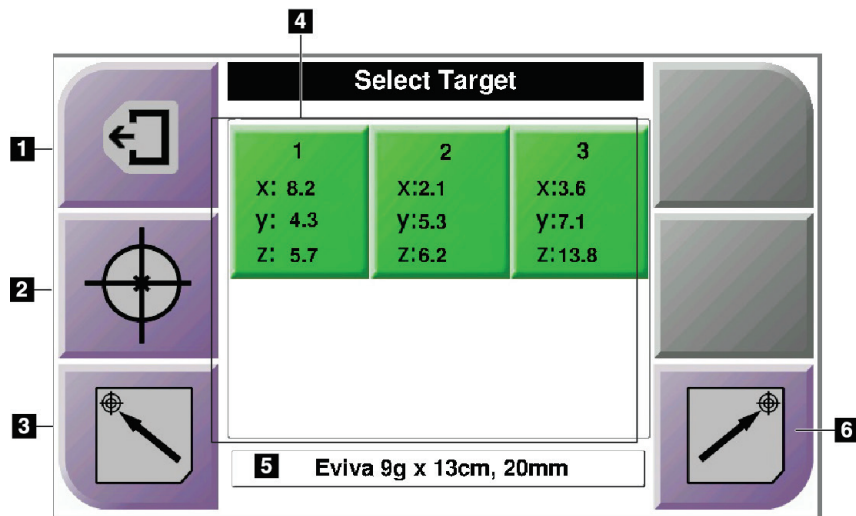 4
Select Target
1
2
3
1 2 3
x: 8.2 x:2.1 x:3.6
y: 4.3 y:5.3 y:7.1
z: 5.7 z:6.2 z:13.8
5 Eviva 9g x 13cm, 20mm
6